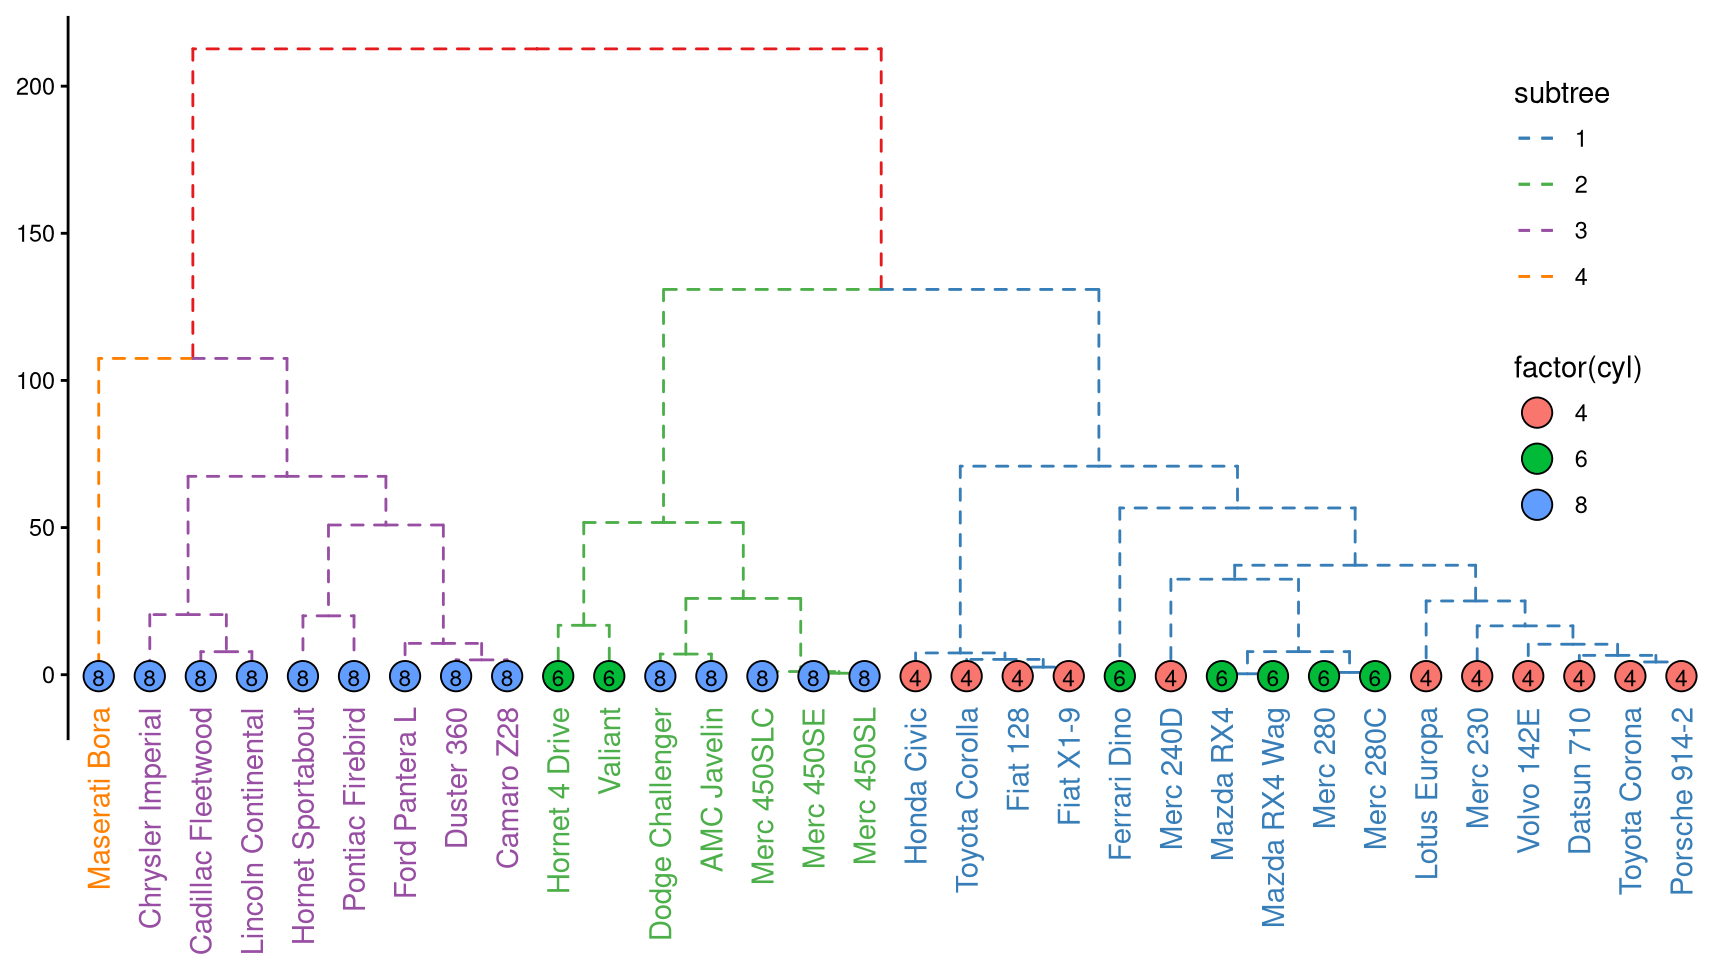 200
150
100
50
0
subtree
1
2
3
4
factor(cyl)
4
6
8
8 8 8 8 8 8 8 8 8 6 6 8 8 8 8 8 4 4 4 4 6 4 6 6 6 6 4 4 4 4 4 4
Maserati Bora
Chrysler Imperial
Cadillac Fleetwood
Lincoln Continental
Hornet Sportabout
Pontiac Firebird
Ford Pantera L
Duster 360
Camaro Z28
Hornet 4 Drive
Valiant
Dodge Challenger
AMC Javelin
Merc 450SLC
Merc 450SE
Merc 450SL
Honda Civic
Toyota Corolla
Fiat 128
Fiat X1-9
Ferrari Dino
Merc 240D
Mazda RX4
Mazda RX4 Wag
Merc 280
Merc 280C
Lotus Europa
Merc 230
Volvo 142E
Datsun 710
Toyota Corona
Porsche 914-2